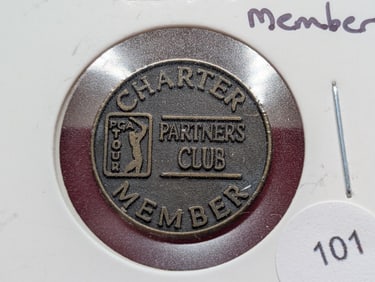 Member
CHARTER
PGA
TOUR
PARTNERS
CLUB
MEMBER
101